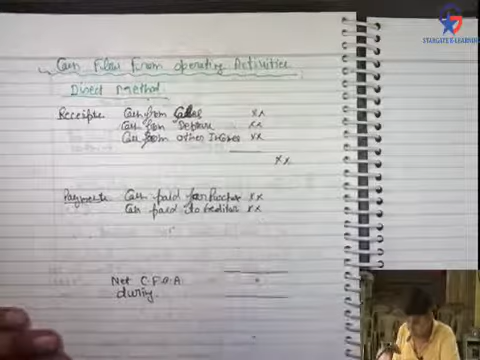 STARGATE E-LEARNING
Cash Flow From Operating Activities
Direct method
Receipts Cash from Sales xx
Cash from Debtors xx
Cash from other Incomes xx
xx
Payments Cash paid for Purchase xx
Cash paid to Creditors xx
Net C.F.O.A
during